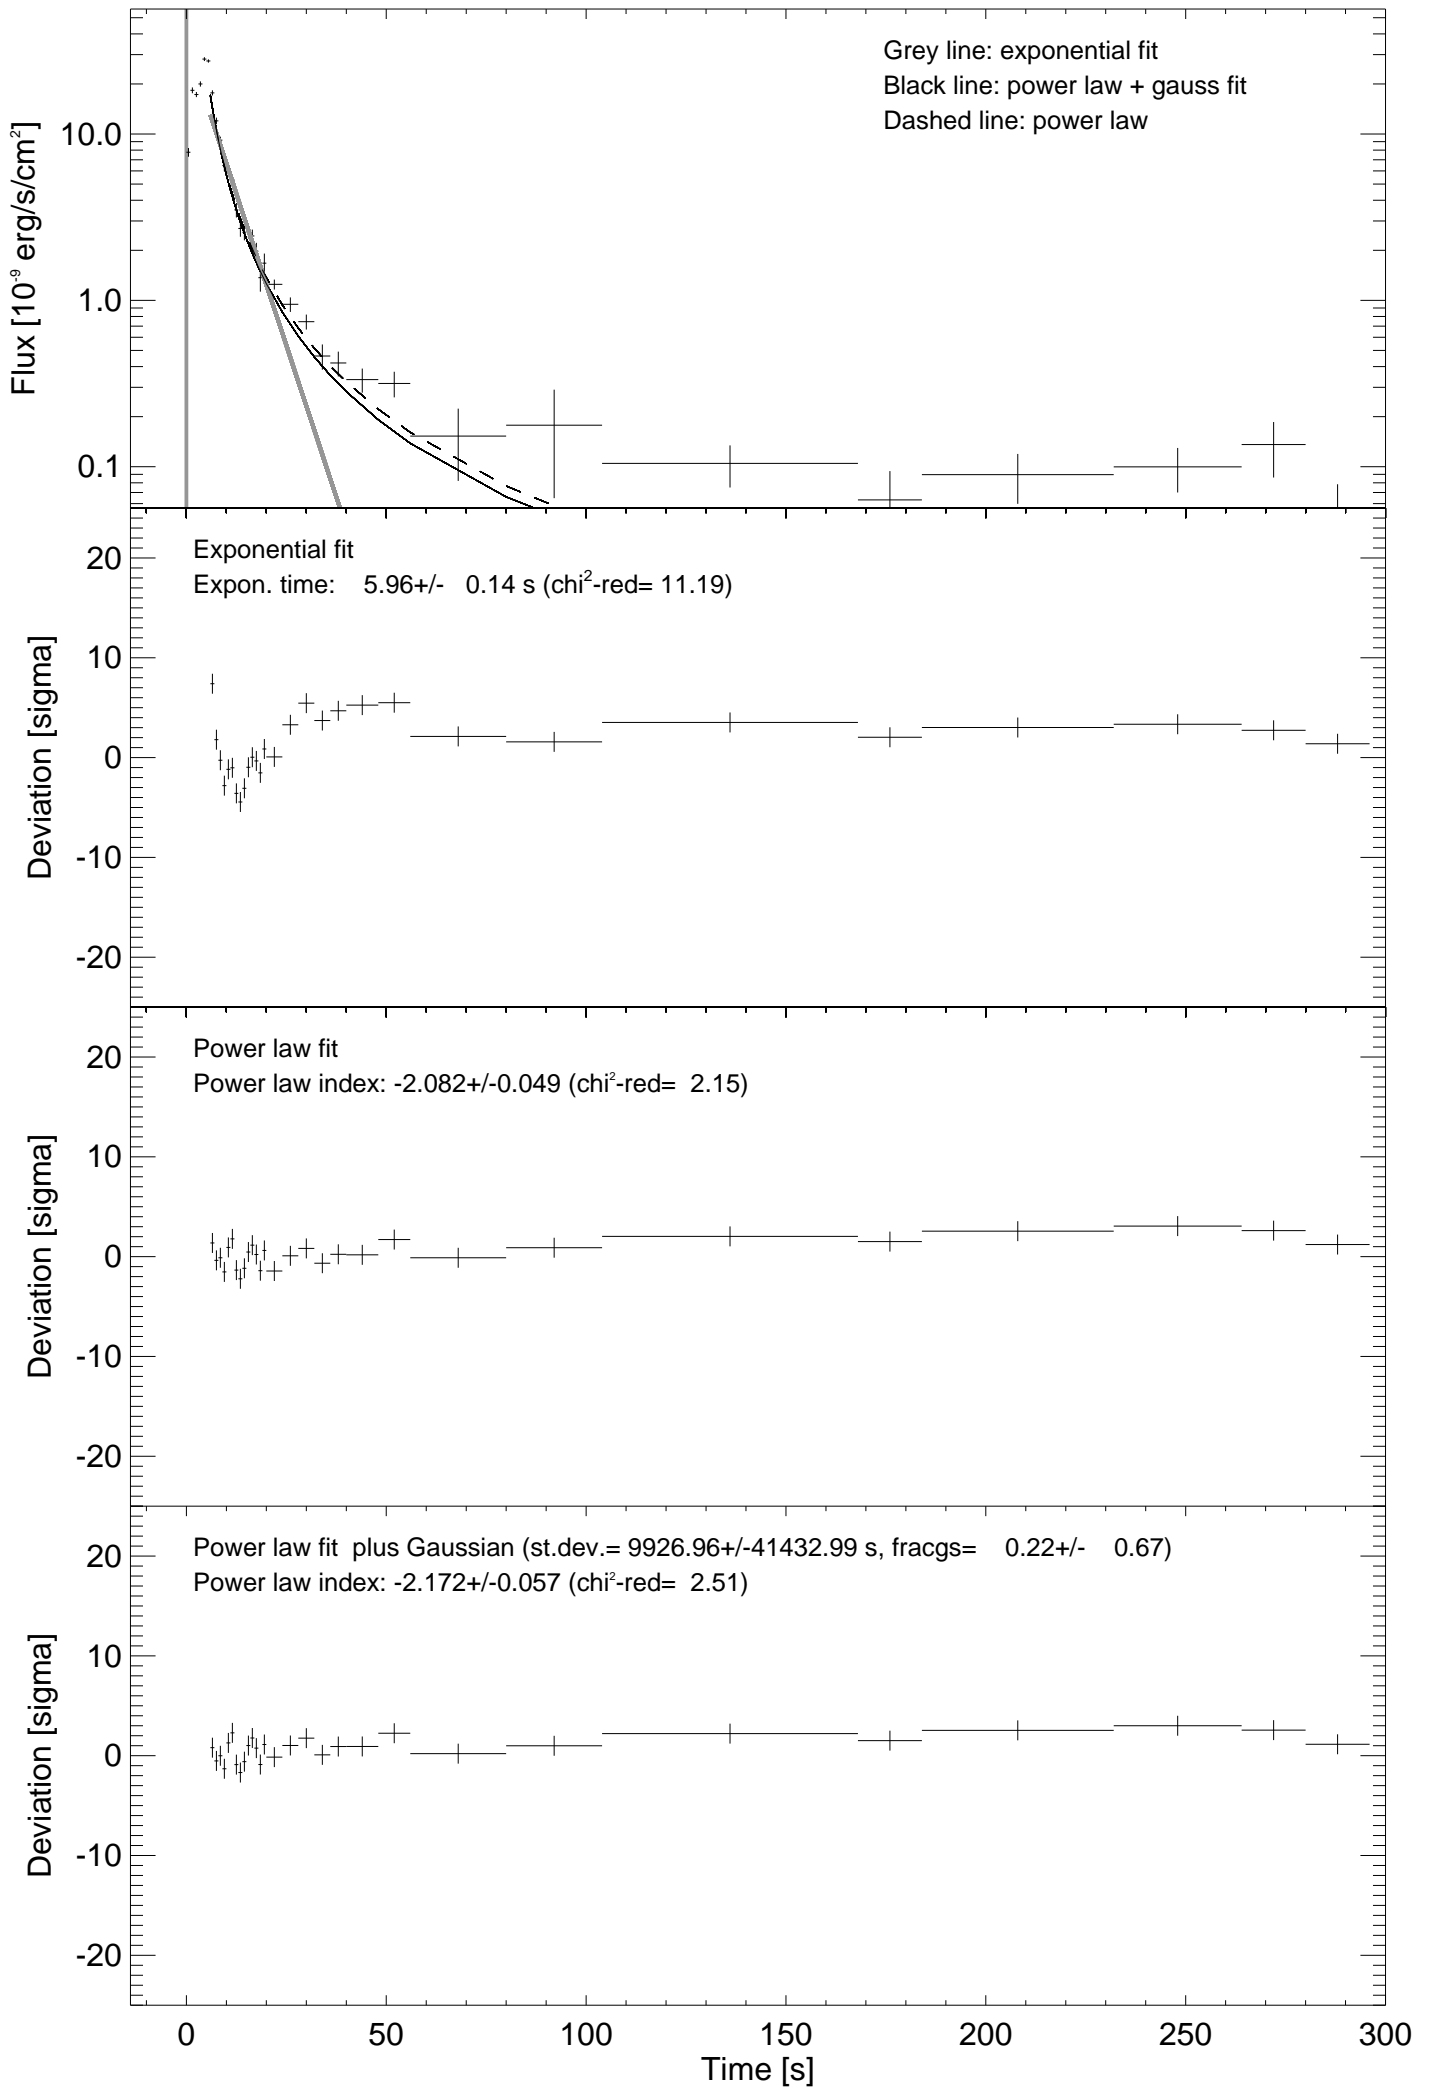 Grey line: exponential fit
Black line: power law + gauss fit
Dashed line: power law
10.0
1.0
0.1
Flux [10⁻⁹ erg/s/cm²]
Exponential fit
Expon. time: 5.96+/- 0.14 s (chi²-red= 11.19)
20
10
0
-10
-20
Deviation [sigma]
Power law fit
Power law index: -2.082+/-0.049 (chi²-red= 2.15)
20
10
0
-10
-20
Deviation [sigma]
Power law fit plus Gaussian (st.dev.= 9926.96+/-41432.99 s, fracgs= 0.22+/- 0.67)
Power law index: -2.172+/-0.057 (chi²-red= 2.51)
20
10
0
-10
-20
Deviation [sigma]
0 50 100 150 200 250 300
Time [s]